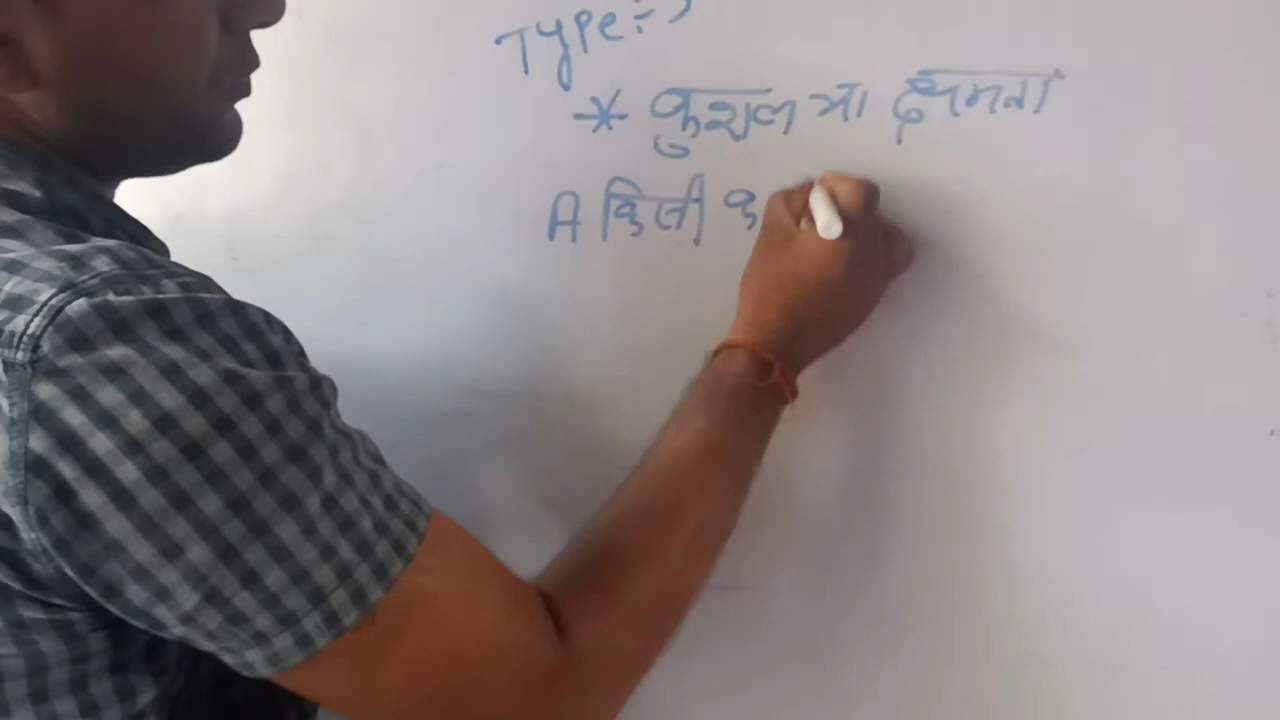 Type:-
* कुशल या क्षमता
A किसी क